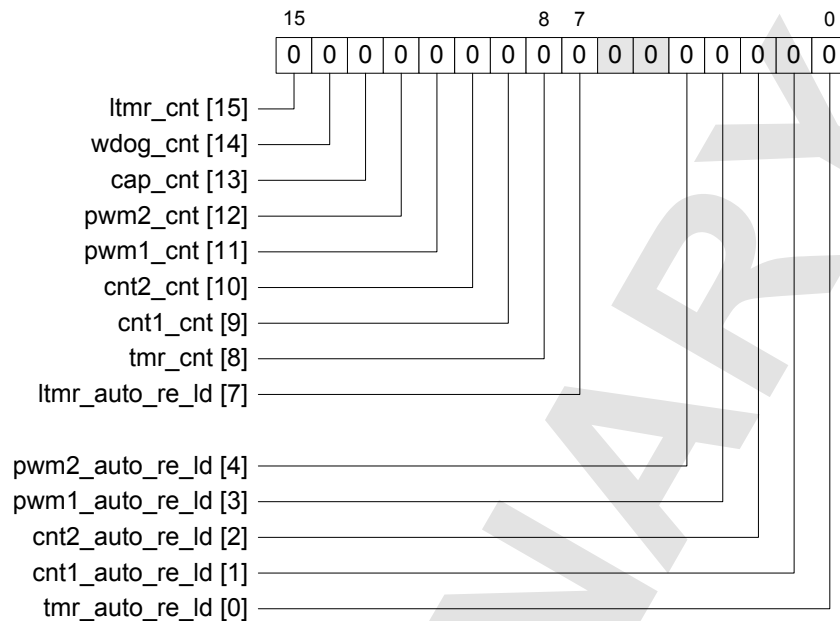 15 8 7 0
0 0 0 0 0 0 0 0 0 0 0 0 0 0 0 0
ltmr_cnt [15]
wdog_cnt [14]
cap_cnt [13]
pwm2_cnt [12]
pwm1_cnt [11]
cnt2_cnt [10]
cnt1_cnt [9]
tmr_cnt [8]
ltmr_auto_re_ld [7]
pwm2_auto_re_ld [4]
pwm1_auto_re_ld [3]
cnt2_auto_re_ld [2]
cnt1_auto_re_ld [1]
tmr_auto_re_ld [0]
NARY